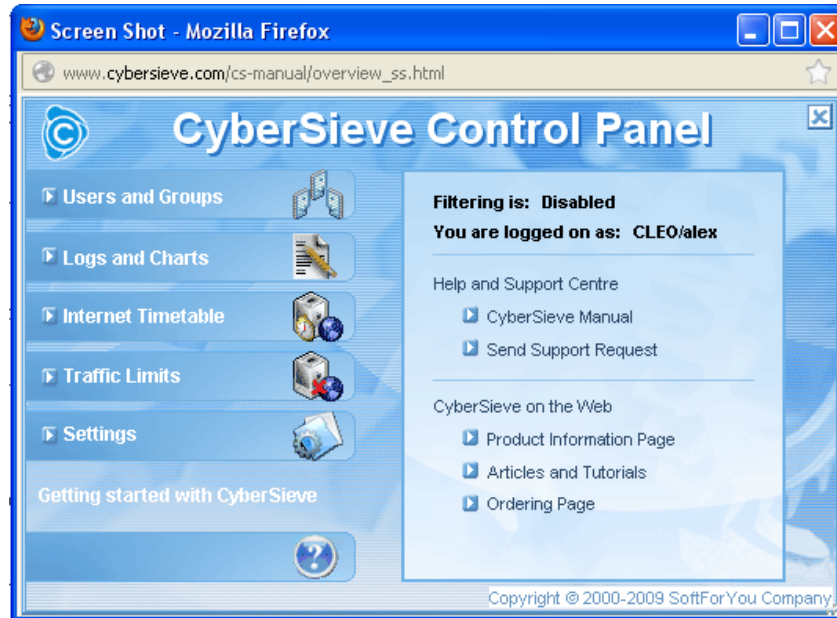 Screen Shot - Mozilla Firefox
www.cybersieve.com/cs-manual/overview_ss.html
CyberSieve Control Panel
Users and Groups
Logs and Charts
Internet Timetable
Traffic Limits
Settings
Getting started with CyberSieve
Filtering is: Disabled
You are logged on as: CLEO/alex
Help and Support Centre
CyberSieve Manual
Send Support Request
CyberSieve on the Web
Product Information Page
Articles and Tutorials
Ordering Page
Copyright © 2000-2009 SoftForYou Company